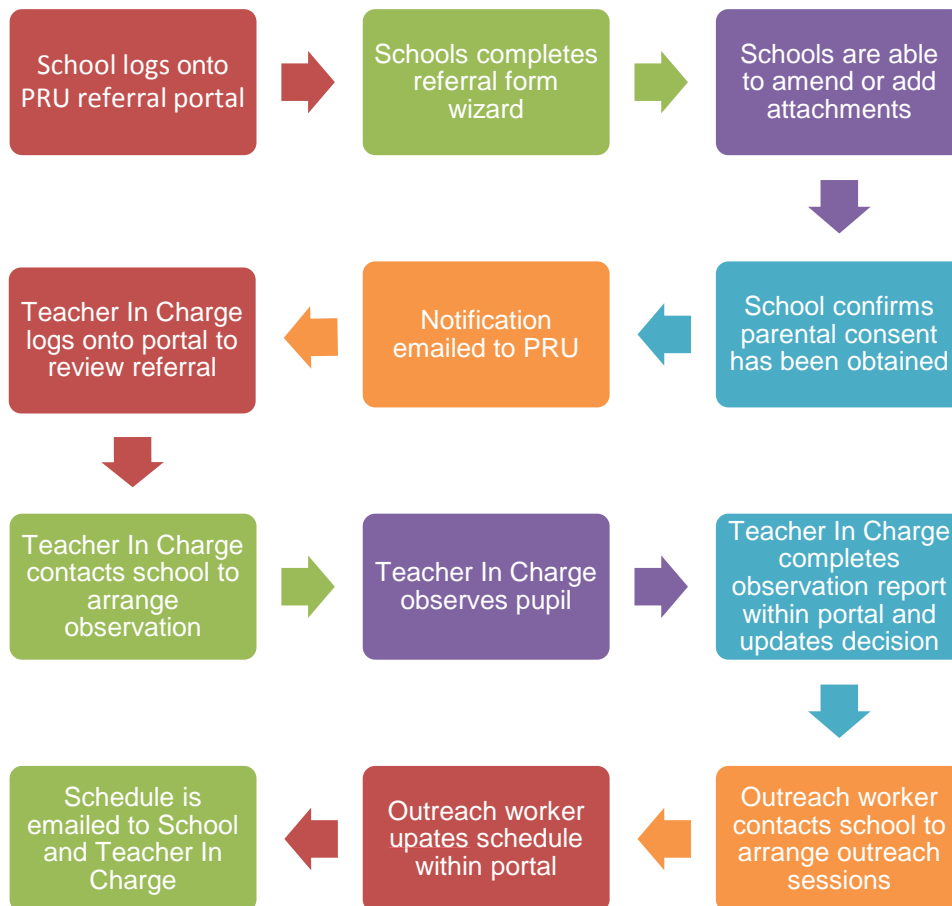 School logs onto
PRU referral portal
Schools completes
referral form
wizard
Schools are able
to amend or add
attachments
School confirms
parental consent
has been obtained
Notification
emailed to PRU
Teacher In Charge
logs onto portal to
review referral
Teacher In Charge
contacts school to
arrange
observation
Teacher In Charge
observes pupil
Teacher In Charge
completes
observation report
within portal and
updates decision
Outreach worker
contacts school to
arrange outreach
sessions
Outreach worker
upates schedule
within portal
Schedule is
emailed to School
and Teacher In
Charge